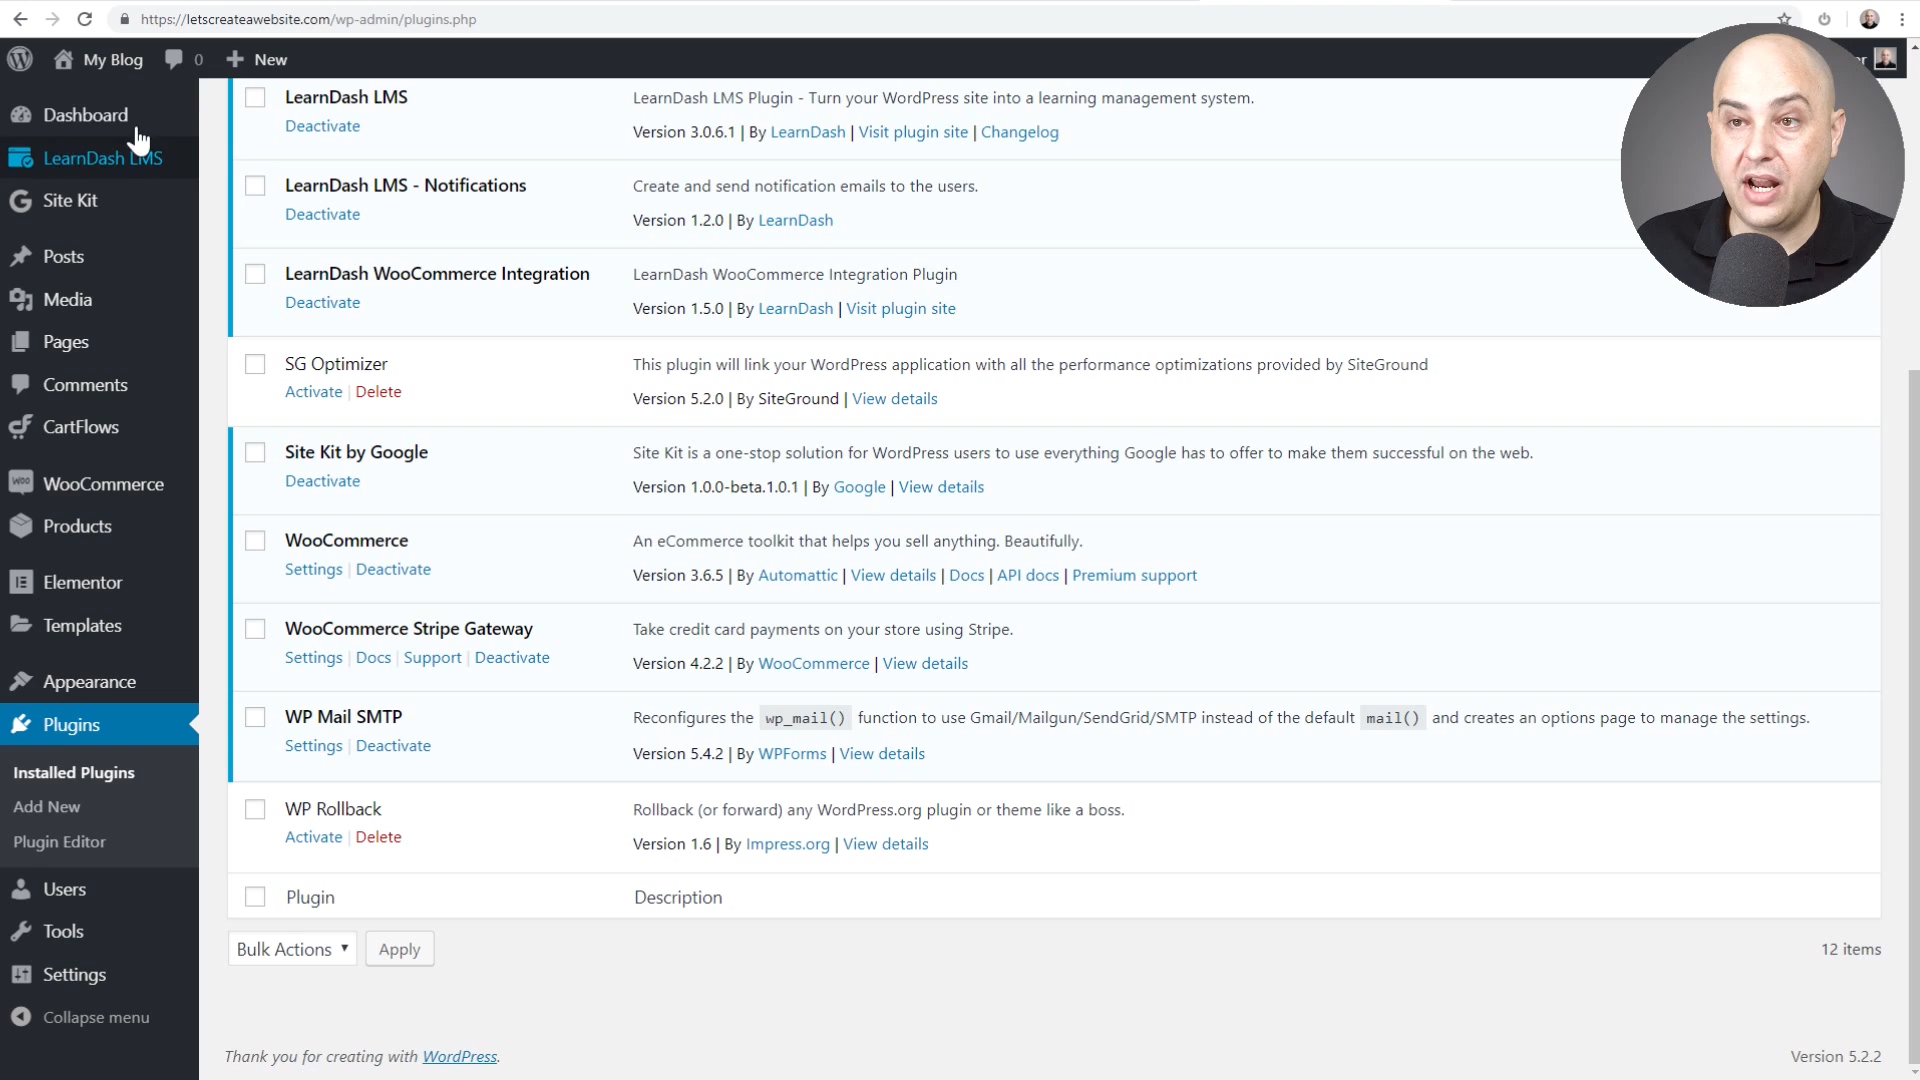 https://letscreateawebsite.com/wp-admin/plugins.php
My Blog
0
New
Dashboard
LearnDash LMS
Site Kit
Posts
Media
Pages
Comments
CartFlows
WooCommerce
Products
Elementor
Templates
Appearance
Plugins
Installed Plugins
Add New
Plugin Editor
Users
Tools
Settings
Collapse menu
LearnDash LMS
Deactivate
LearnDash LMS Plugin - Turn your WordPress site into a learning management system.
Version 3.0.6.1 | By LearnDash | Visit plugin site | Changelog
LearnDash LMS - Notifications
Deactivate
Create and send notification emails to the users.
Version 1.2.0 | By LearnDash
LearnDash WooCommerce Integration
Deactivate
LearnDash WooCommerce Integration Plugin
Version 1.5.0 | By LearnDash | Visit plugin site
SG Optimizer
Activate | Delete
This plugin will link your WordPress application with all the performance optimizations provided by SiteGround
Version 5.2.0 | By SiteGround | View details
Site Kit by Google
Deactivate
Site Kit is a one-stop solution for WordPress users to use everything Google has to offer to make them successful on the web.
Version 1.0.0-beta.1.0.1 | By Google | View details
WooCommerce
Settings | Deactivate
An eCommerce toolkit that helps you sell anything. Beautifully.
Version 3.6.5 | By Automattic | View details | Docs | API docs | Premium support
WooCommerce Stripe Gateway
Settings | Docs | Support | Deactivate
Take credit card payments on your store using Stripe.
Version 4.2.2 | By WooCommerce | View details
WP Mail SMTP
Settings | Deactivate
Reconfigures the wp_mail() function to use Gmail/Mailgun/SendGrid/SMTP instead of the default mail() and creates an options page to manage the settings.
Version 5.4.2 | By WPForms | View details
WP Rollback
Activate | Delete
Rollback (or forward) any WordPress.org plugin or theme like a boss.
Version 1.6 | By Impress.org | View details
Plugin
Description
Bulk Actions
Apply
12 items
Thank you for creating with WordPress.
Version 5.2.2